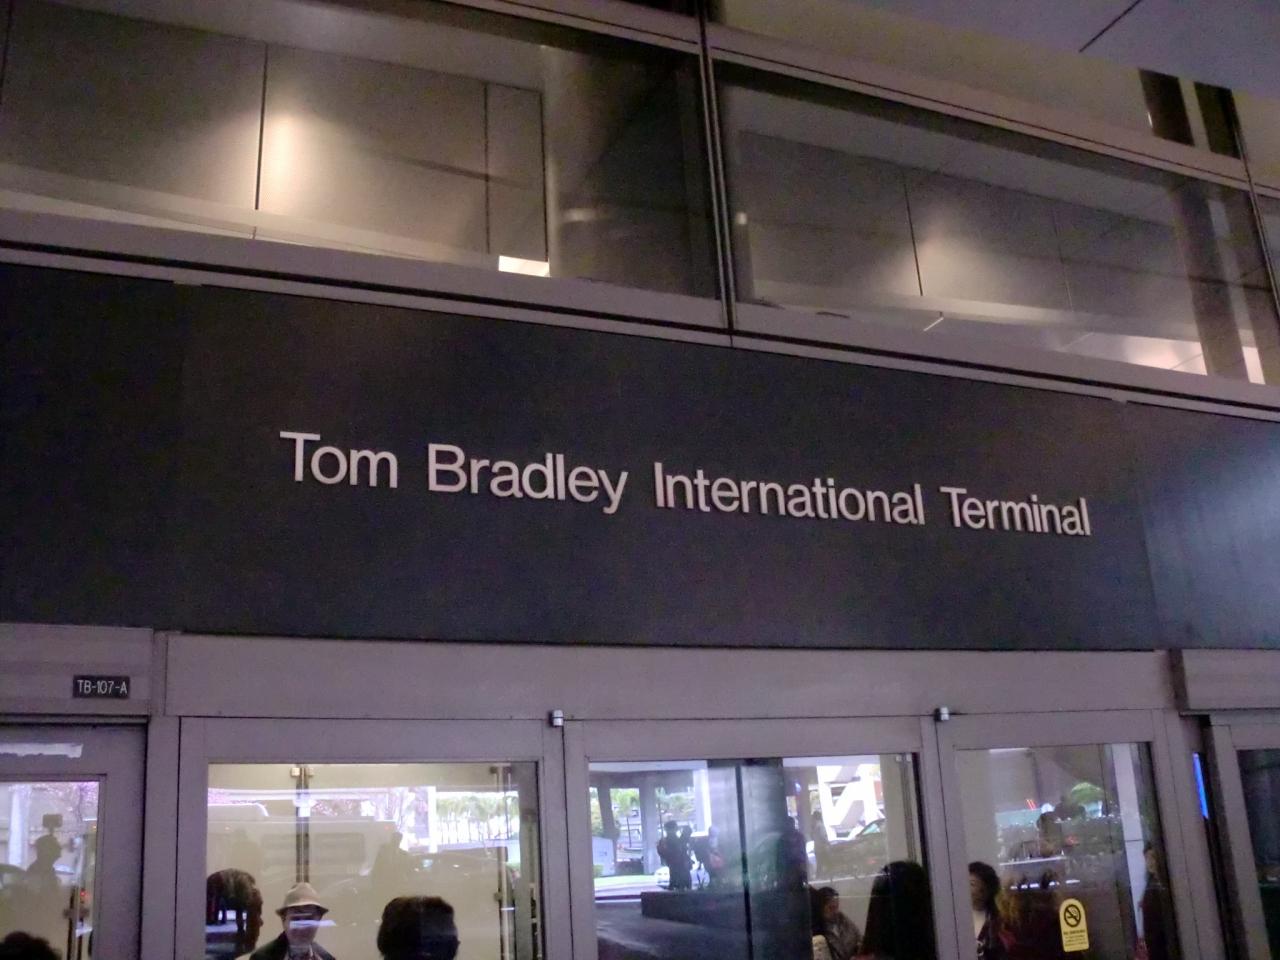 Tom Bradley International Terminal
TB-107-A